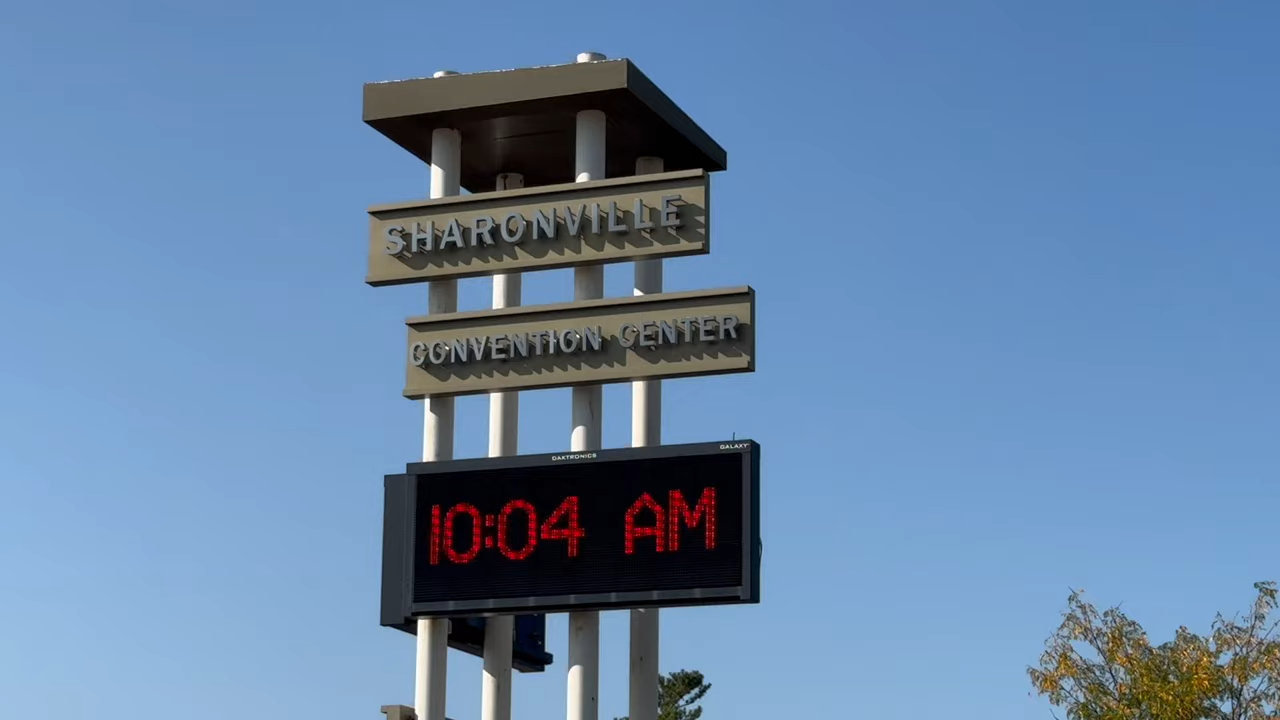 SHARONVILLE
CONVENTION CENTER
DAKTRONICS
GALAXY
10:04 AM